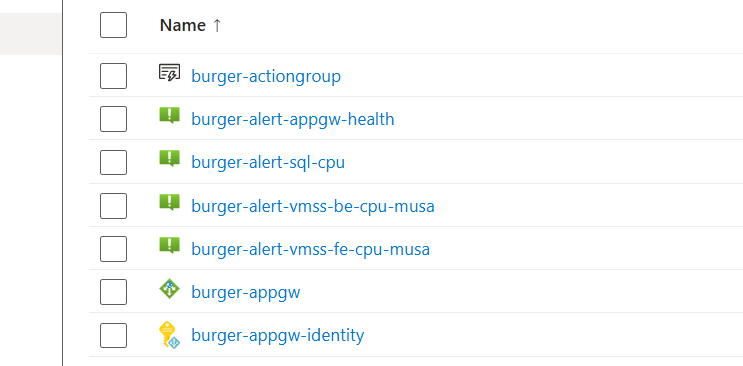 Name ↑
burger-actiongroup
burger-alert-appgw-health
burger-alert-sql-cpu
burger-alert-vmss-be-cpu-musa
burger-alert-vmss-fe-cpu-musa
burger-appgw
burger-appgw-identity